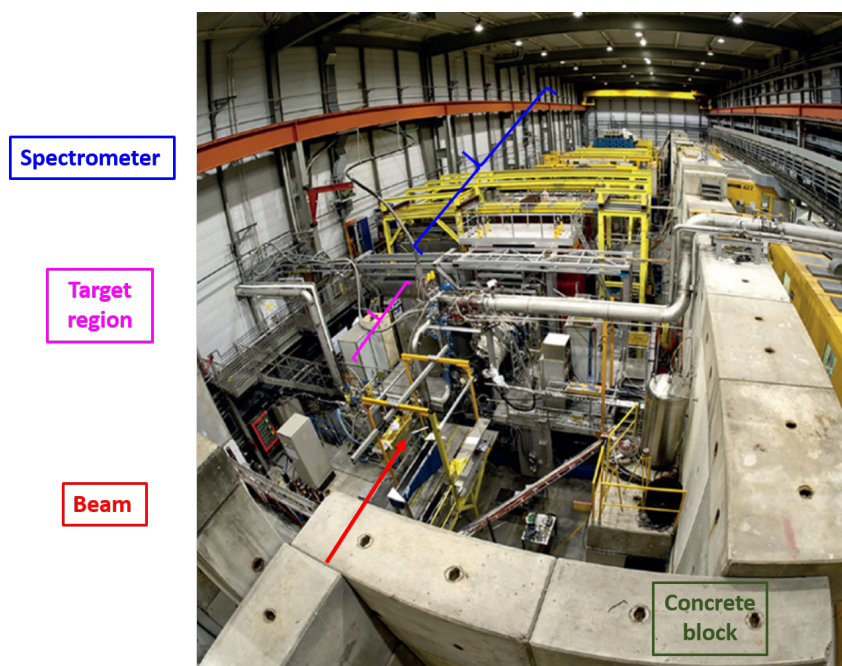 Spectrometer
Target
region
Beam
Concrete
block